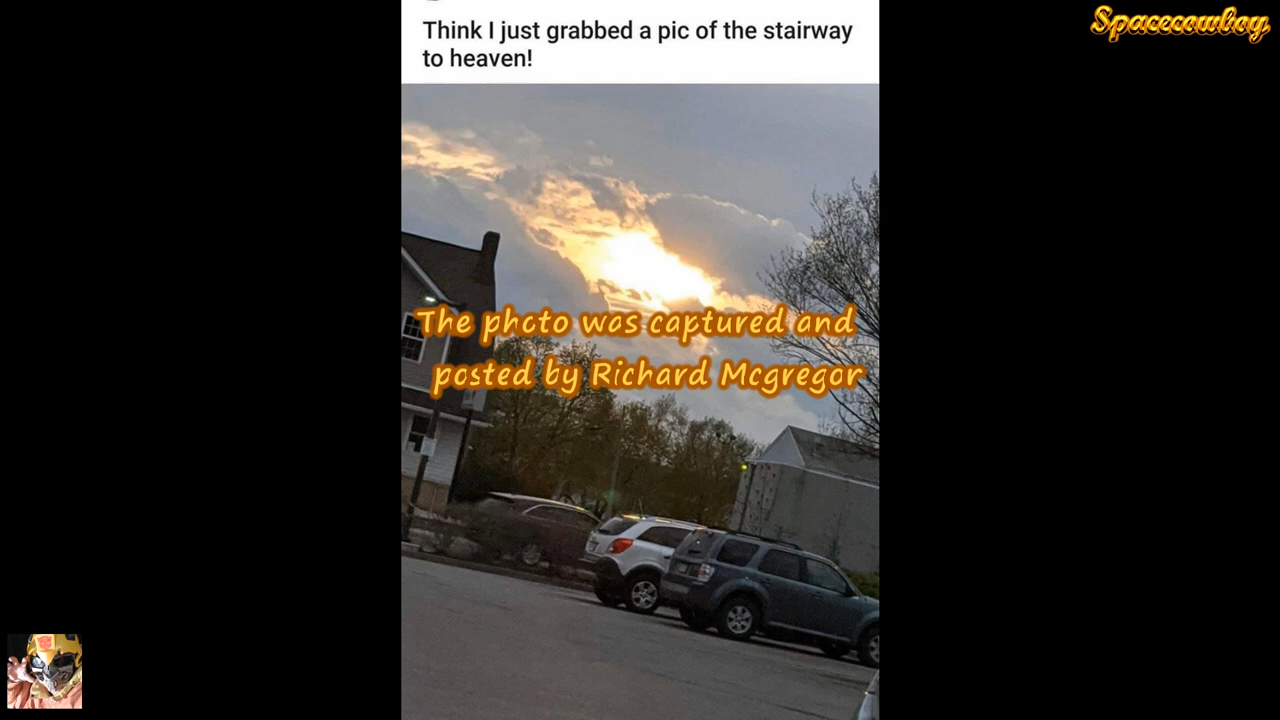 Spacecowboy
Think I just grabbed a pic of the stairway
to heaven!
The photo was captured and
posted by Richard Mcgregor